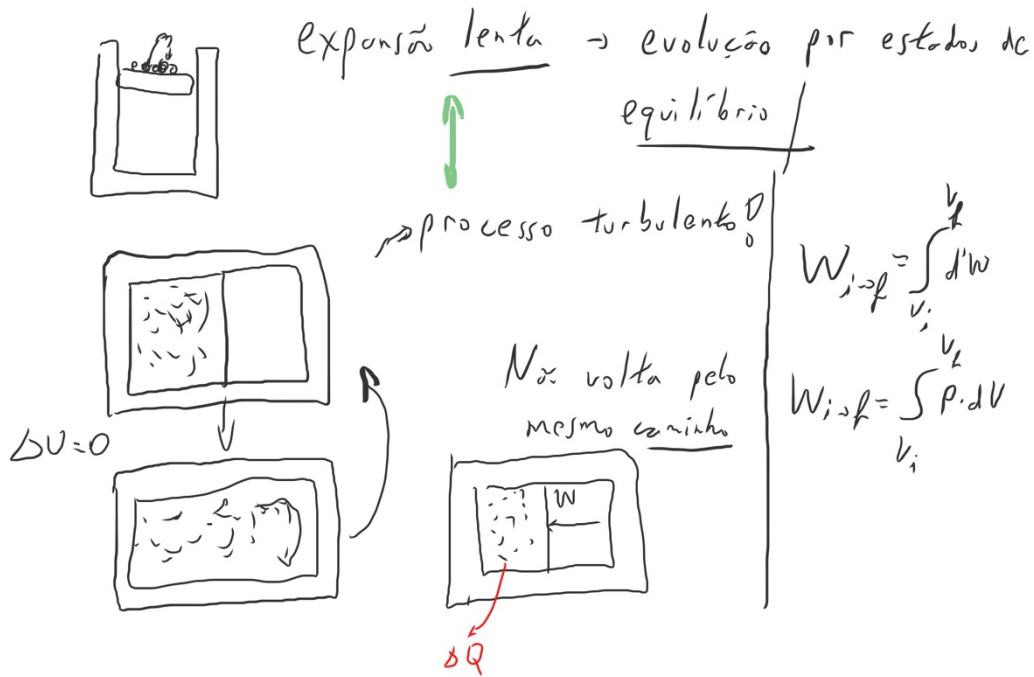 expansão lenta → evolução por estados de
equilíbrio
→ processo turbulento!
W_{i→f} = ∫_{V_i}^{V_f} d'W
ΔU=0
Não volta pelo
mesmo caminho
W_{i→f} = ∫_{V_i}^{V_f} P.dV
W
ΔQ